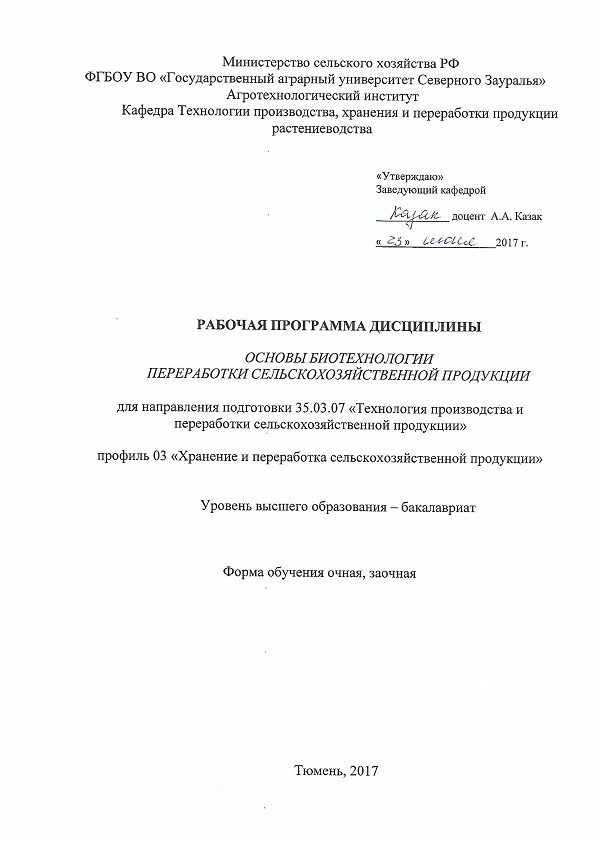 Министерство сельского хозяйства РФ
ФГБОУ ВО «Государственный аграрный университет Северного Зауралья»
Агротехнологический институт
Кафедра Технологии производства, хранения и переработки продукции
растениеводства
«Утверждаю»
Заведующий кафедрой
Казак доцент А.А. Казак
« 23 » июня 2017 г.
РАБОЧАЯ ПРОГРАММА ДИСЦИПЛИНЫ
ОСНОВЫ БИОТЕХНОЛОГИИ
ПЕРЕРАБОТКИ СЕЛЬСКОХОЗЯЙСТВЕННОЙ ПРОДУКЦИИ
для направления подготовки 35.03.07 «Технология производства и
переработки сельскохозяйственной продукции»
профиль 03 «Хранение и переработка сельскохозяйственной продукции»
Уровень высшего образования – бакалавриат
Форма обучения очная, заочная
Тюмень, 2017